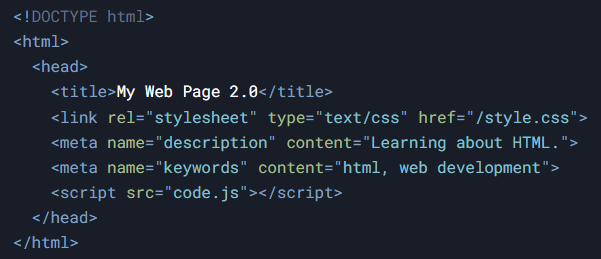 <!DOCTYPE html>
<html>
<head>
<title>My Web Page 2.0</title>
<link rel="stylesheet" type="text/css" href="/style.css">
<meta name="description" content="Learning about HTML.">
<meta name="keywords" content="html, web development">
<script src="code.js"></script>
</head>
</html>